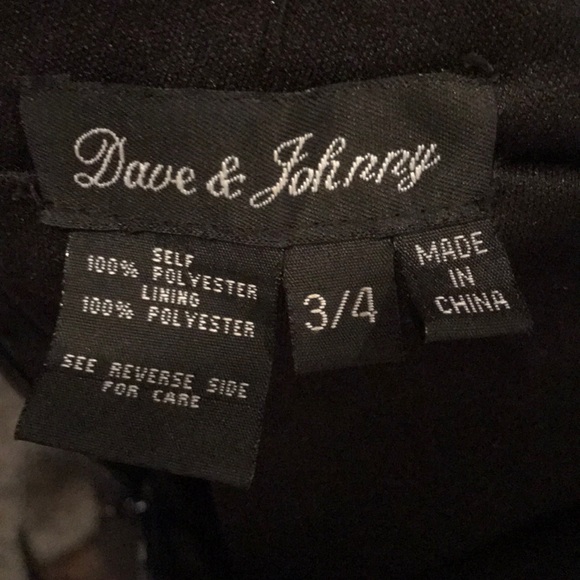 Dave & Johnny
SELF
100% POLYESTER
LINING
100% POLYESTER
SEE REVERSE SIDE
FOR CARE
3/4
MADE
IN
CHINA